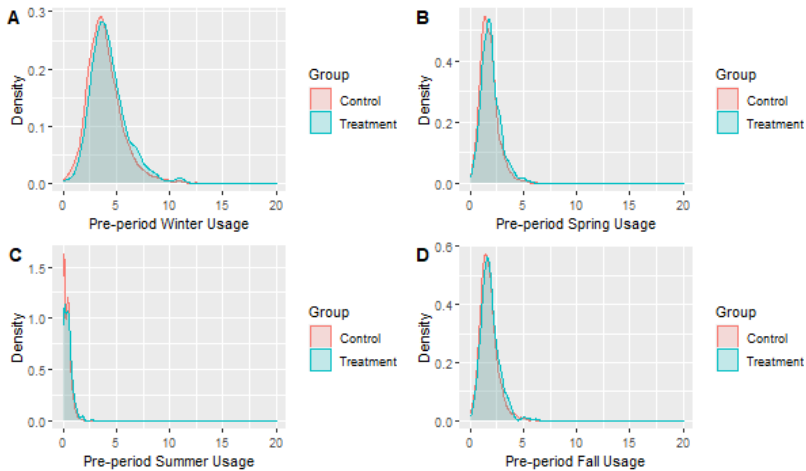 A
0.3
0.2
0.1
0.0
Density
0 5 10 15 20
Pre-period Winter Usage
Group
Control
Treatment
B
0.4
0.2
0.0
Density
0 5 10 15 20
Pre-period Spring Usage
Group
Control
Treatment
C
1.5
1.0
0.5
0.0
Density
0 5 10 15 20
Pre-period Summer Usage
Group
Control
Treatment
D
0.6
0.4
0.2
0.0
Density
0 5 10 15 20
Pre-period Fall Usage
Group
Control
Treatment